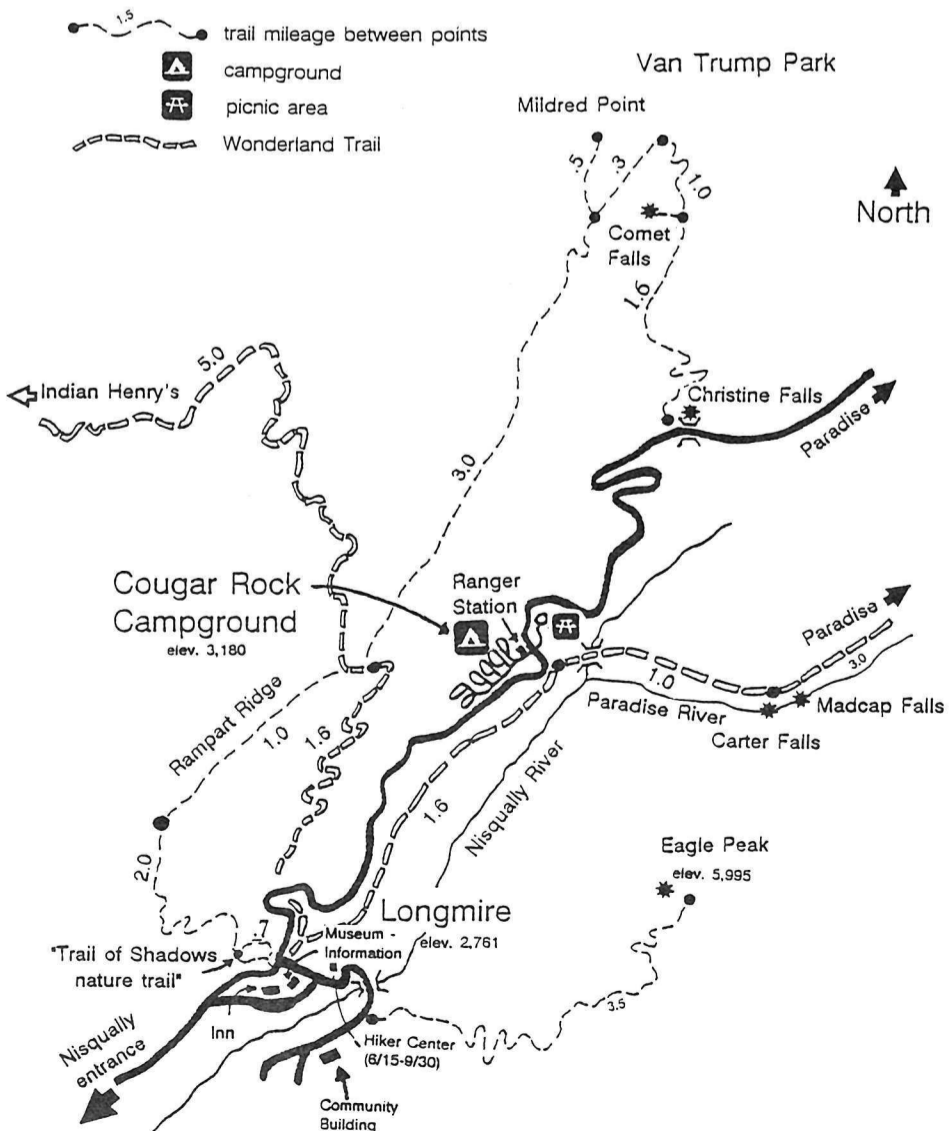 1.5
trail mileage between points
campground
picnic area
Wonderland Trail
Van Trump Park
Mildred Point
.5
.3
1.0
North
Comet
Falls
1.6
5.0
Indian Henry's
Christine Falls
Paradise
3.0
Cougar Rock
Campground
elev. 3,180
Ranger
Station
Paradise
3.0
1.0
Madcap Falls
Paradise River
Carter Falls
Rampart Ridge
1.0
1.6
1.6
Nisqually River
Eagle Peak
elev. 5,995
2.0
Longmire
elev. 2,761
.7
Museum -
Information
"Trail of Shadows
nature trail"
Inn
3.5
Nisqually
entrance
Hiker Center
(6/15-9/30)
Community
Building